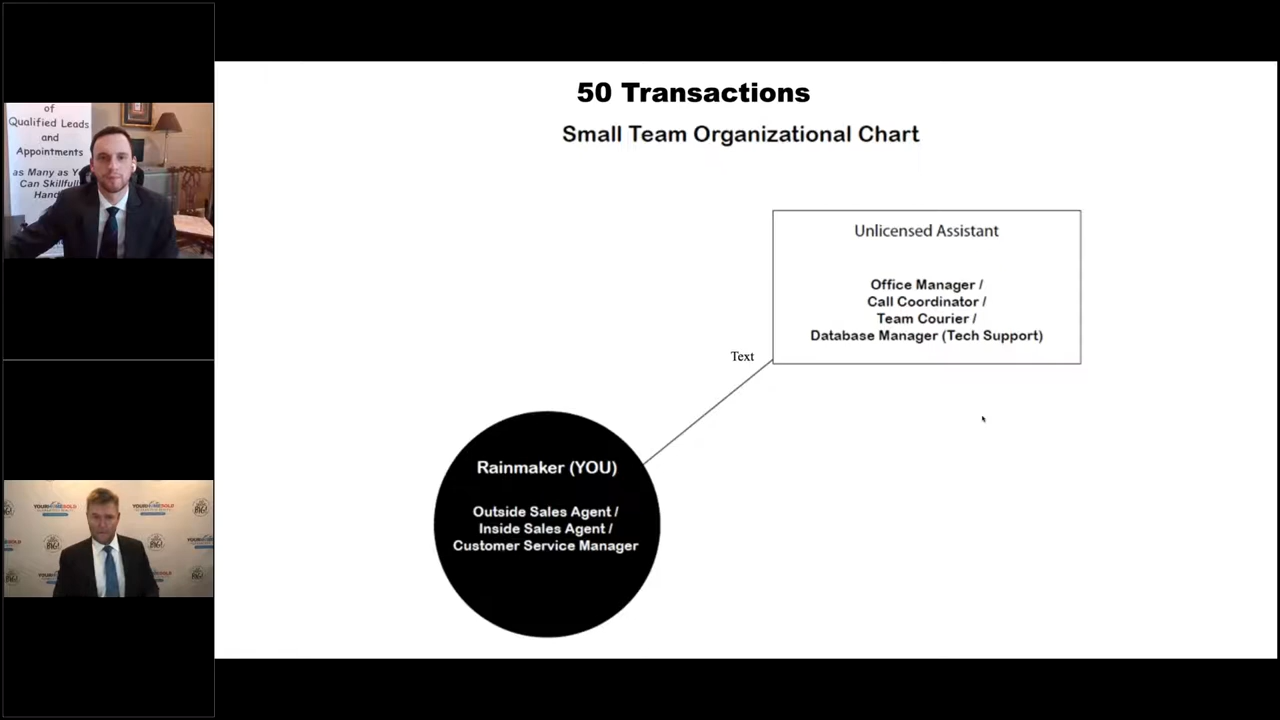 50 Transactions
Small Team Organizational Chart
Unlicensed Assistant
Office Manager /
Call Coordinator /
Team Courier /
Database Manager (Tech Support)
Text
Rainmaker (YOU)
Outside Sales Agent /
Inside Sales Agent /
Customer Service Manager
of
Qualified Leads
and
Appointments
as Many as
Can Skillful
Hand
YOURHOMESOLD